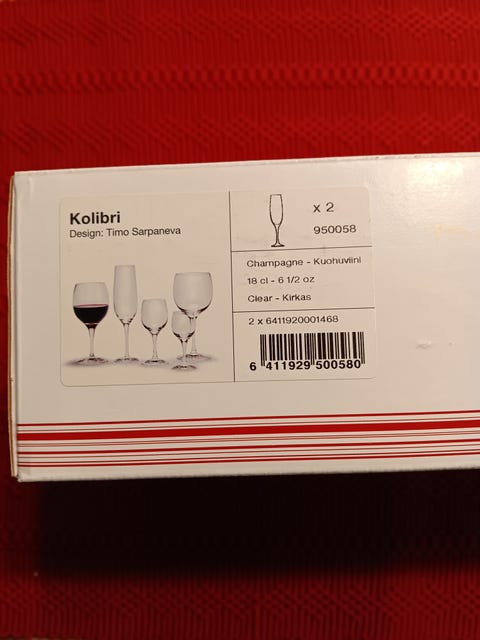 Kolibri
Design: Timo Sarpaneva
x 2
950058
Champagne - Kuohuviini
18 cl - 6 1/2 oz
Clear - Kirkas
2 x 6411920001468
6 411929 500580